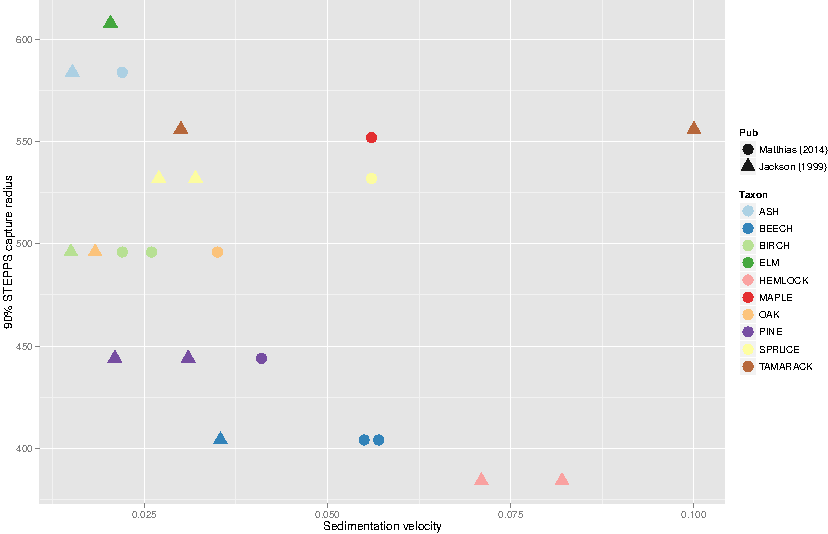 600
550
500
450
400
90% STEPPS capture radius
0.025
0.050
0.075
0.100
Sedimentation velocity
Pub
Matthias (2014)
Jackson (1999)
Taxon
ASH
BEECH
BIRCH
ELM
HEMLOCK
MAPLE
OAK
PINE
SPRUCE
TAMARACK